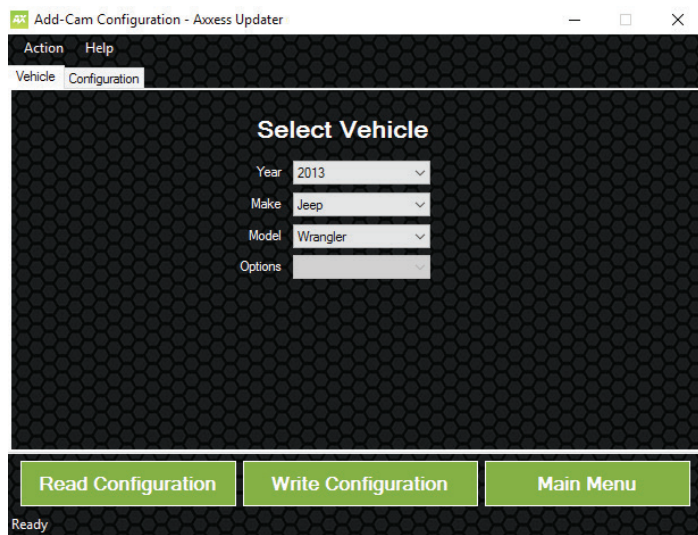 AX Add-Cam Configuration - Axxess Updater
Action Help
Vehicle Configuration
Select Vehicle
Year 2013
Make Jeep
Model Wrangler
Options
Read Configuration Write Configuration Main Menu
Ready